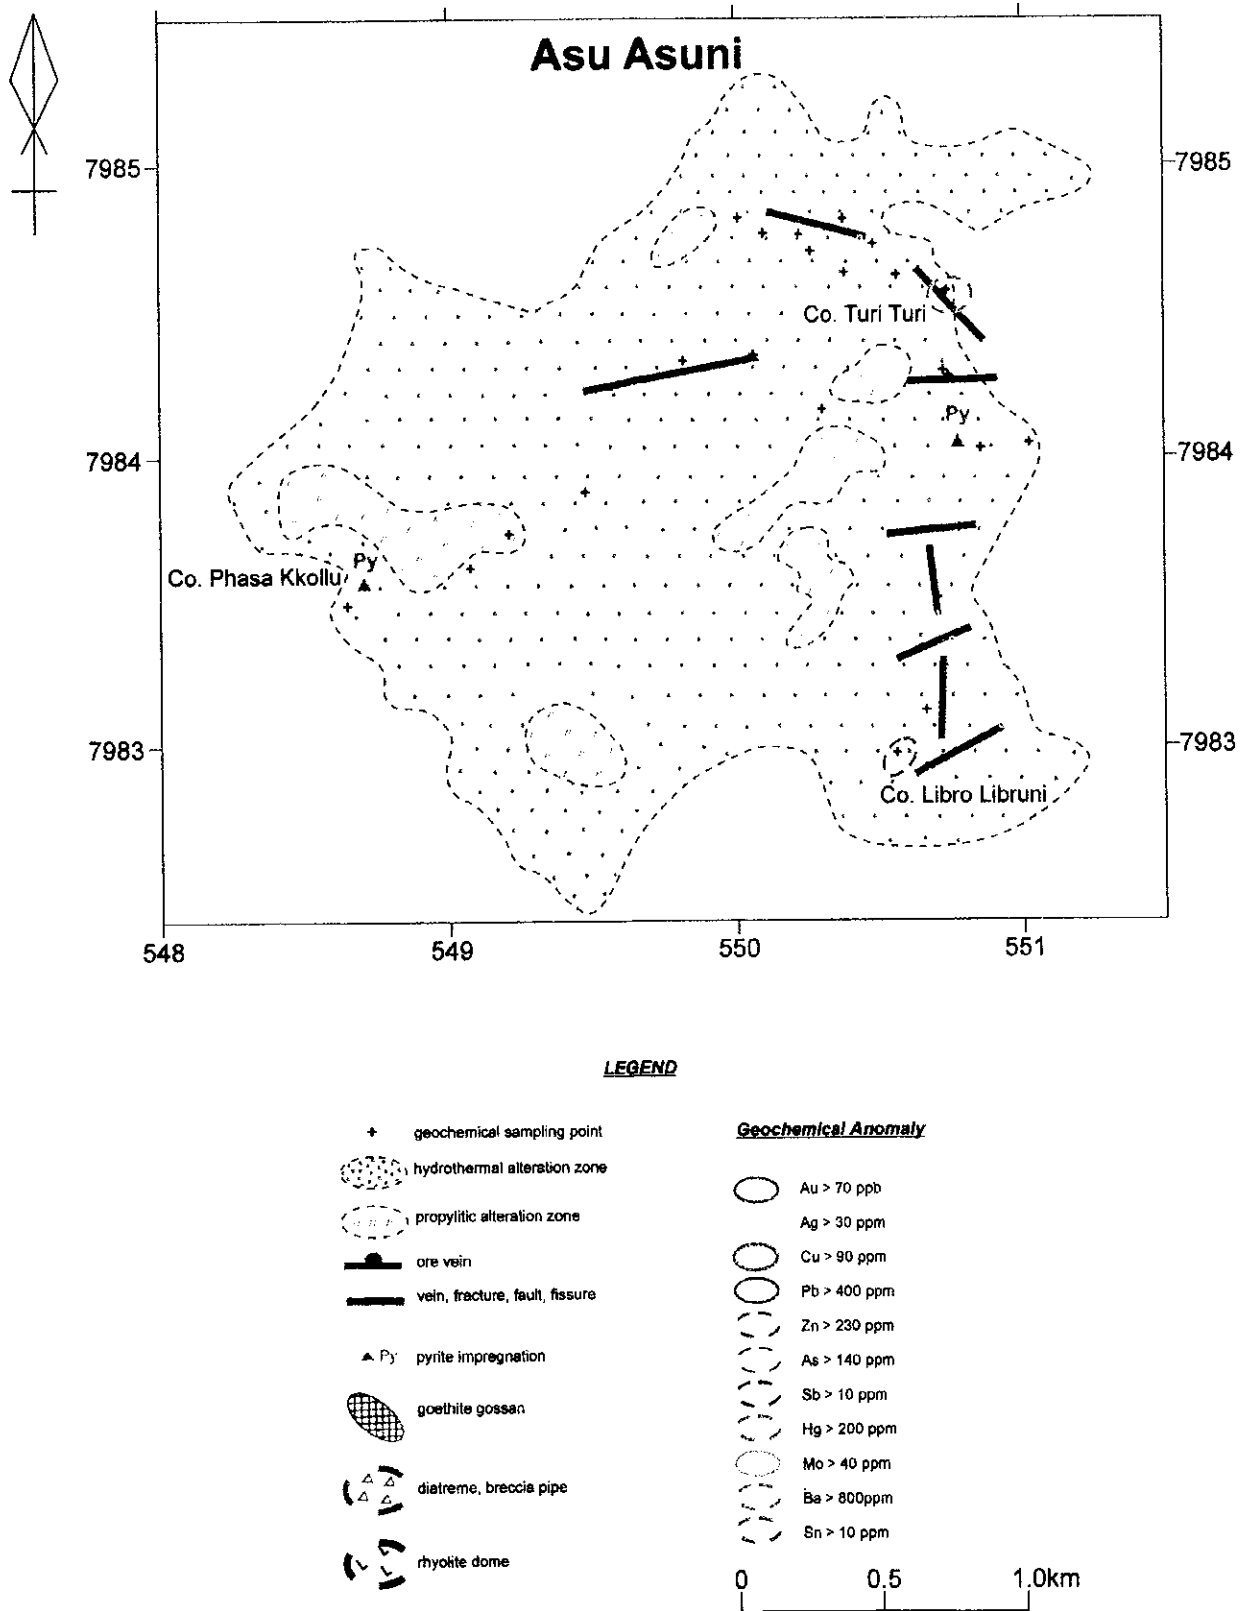 Asu Asuni
7985
7985
Co. Turi Turi
Py
7984
7984
Py
Co. Phasa Kkollu
7983
7983
Co. Libro Libruni
548
549
550
551
LEGEND
geochemical sampling point
hydrothermal alteration zone
propylitic alteration zone
ore vein
vein, fracture, fault, fissure
Py
pyrite impregnation
goethite gossan
diatreme, breccia pipe
rhyolite dome
Geochemical Anomaly
Au > 70 ppb
Ag > 30 ppm
Cu > 90 ppm
Pb > 400 ppm
Zn > 230 ppm
As > 140 ppm
Sb > 10 ppm
Hg > 200 ppm
Mo > 40 ppm
Ba > 800ppm
Sn > 10 ppm
0 0.5 1.0km